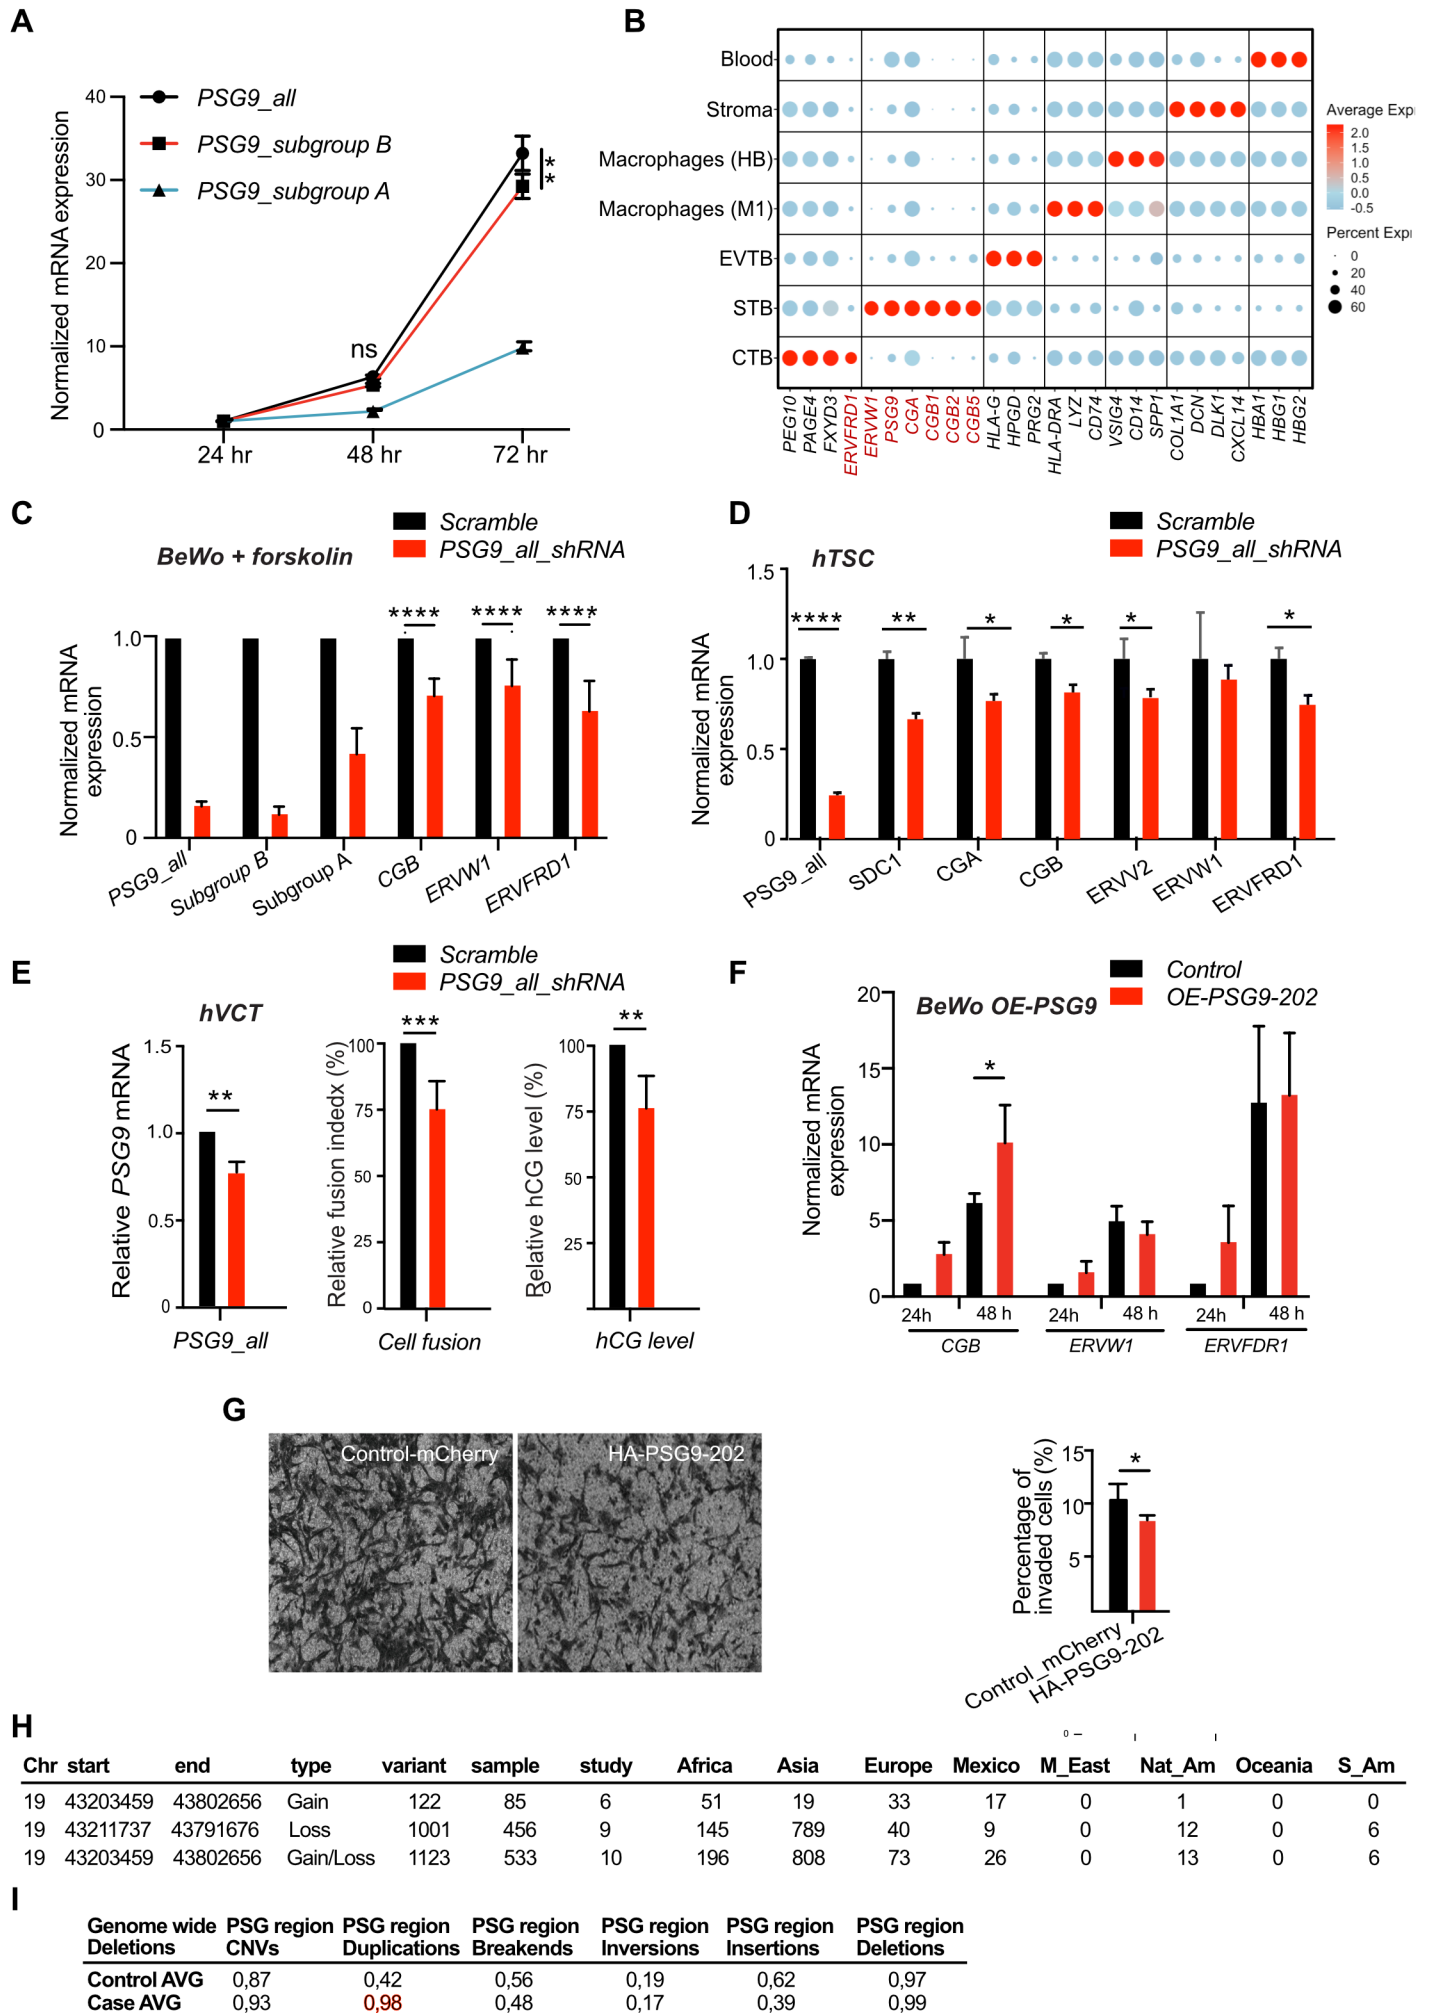 A
PSG9_all
PSG9_subgroup B
PSG9_subgroup A
Normalized mRNA expression
40
30
20
10
0
ns
**
24 hr 48 hr 72 hr
B
Blood
Stroma
Macrophages (HB)
Macrophages (M1)
EVTB
STB
CTB
PEG10 PAGE4 FXYD3 ERVFRD1 ERVW1 PSG9 CGA CGB1 CGB2 CGB5 HLA-G HPGD PRG2 HLA-DRA LYZ CD74 VSIG4 CD14 SPP1 COL1A1 DCN DLK1 CXCL14 HBA1 HBG1 HBG2
Average Exp
2.0
1.5
1.0
0.5
0.0
-0.5
Percent Exp
0
20
40
60
C
Scramble
PSG9_all_shRNA
BeWo + forskolin
Normalized mRNA
expression
1.0
0.5
0
**** **** ****
PSG9_all Subgroup B Subgroup A CGB ERVW1 ERVFRD1
D
Scramble
PSG9_all_shRNA
hTSC
Normalized mRNA
expression
1.5
1.0
0.5
0
**** ** * * * *
PSG9_all SDC1 CGA CGB ERVV2 ERVW1 ERVFRD1
E
Scramble
PSG9_all_shRNA
hVCT
Relative PSG9 mRNA
1.5
1.0
0.5
0
**
PSG9_all
Relative fusion indedx (%)
100
75
50
25
0
***
Cell fusion
Relative hCG level (%)
100
75
50
25
0
**
hCG level
F
Control
OE-PSG9-202
BeWo OE-PSG9
Normalized mRNA
expression
20
15
10
5
0
*
24h 48 h 24h 48 h 24h 48 h
CGB ERVW1 ERVFDR1
G
Control-mCherry
HA-PSG9-202
Percentage of
invaded cells (%)
15
10
5
*
Control_mCherry
HA-PSG9-202
0
H
Chr start end type variant sample study Africa Asia Europe Mexico M_East Nat_Am Oceania S_Am
19 43203459 43802656 Gain 122 85 6 51 19 33 17 0 1 0 0
19 43211737 43791676 Loss 1001 456 9 145 789 40 9 0 12 0 6
19 43203459 43802656 Gain/Loss 1123 533 10 196 808 73 26 0 13 0 6
I
Genome wide PSG region PSG region PSG region PSG region PSG region PSG region
Deletions CNVs Duplications Breakends Inversions Insertions Deletions
Control AVG 0,87 0,42 0,56 0,19 0,62 0,97
Case AVG 0,93 0,98 0,48 0,17 0,39 0,99